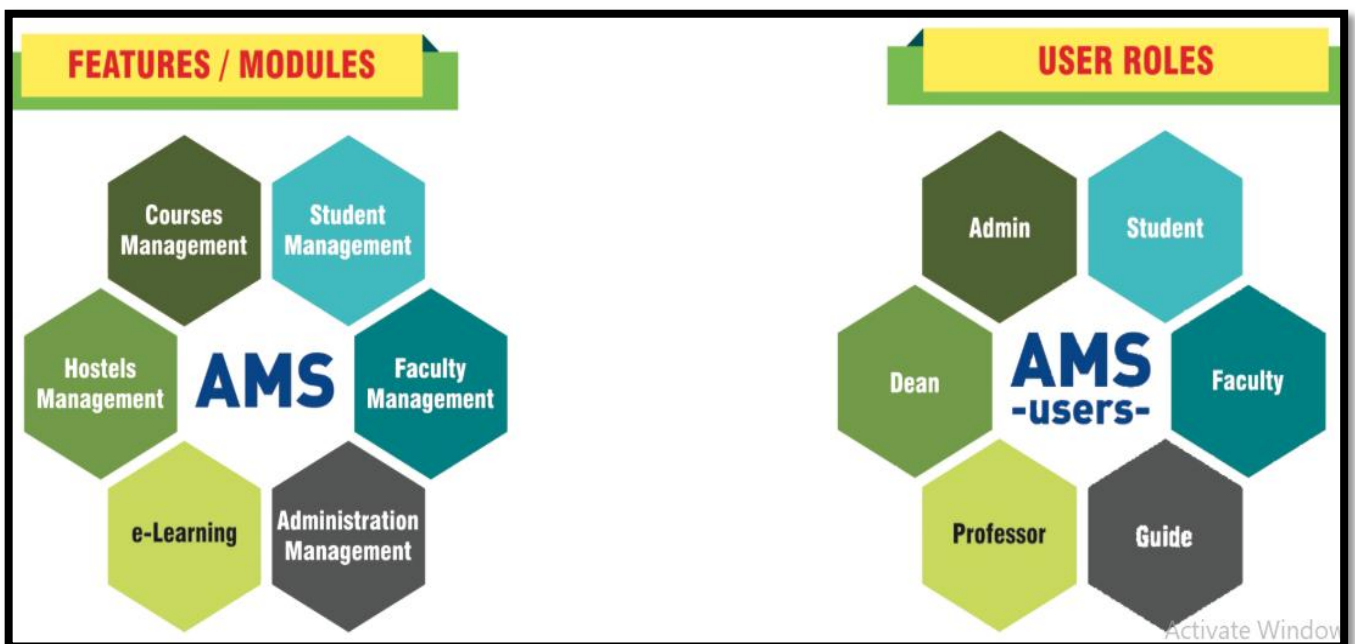 FEATURES / MODULES
Courses
Management
Student
Management
Hostels
Management
AMS
Faculty
Management
e-Learning
Administration
Management
USER ROLES
Admin
Student
Dean
AMS
-users-
Faculty
Professor
Guide
Activate Window